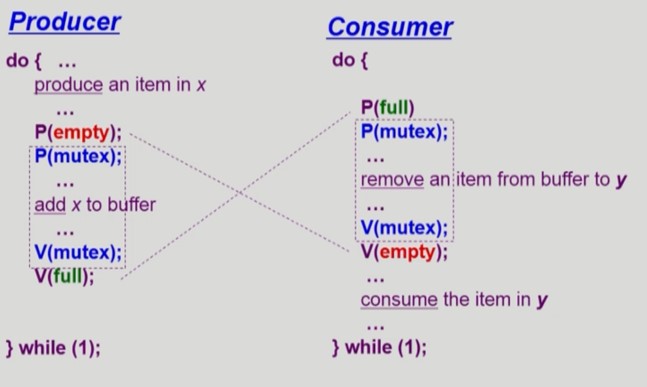 Producer
do { ...
produce an item in x
...
P(empty);
P(mutex);
...
add x to buffer
...
V(mutex);
V(full);
} while (1);
Consumer
do {
P(full)
P(mutex);
...
remove an item from buffer to y
...
V(mutex);
V(empty);
...
consume the item in y
...
} while (1);